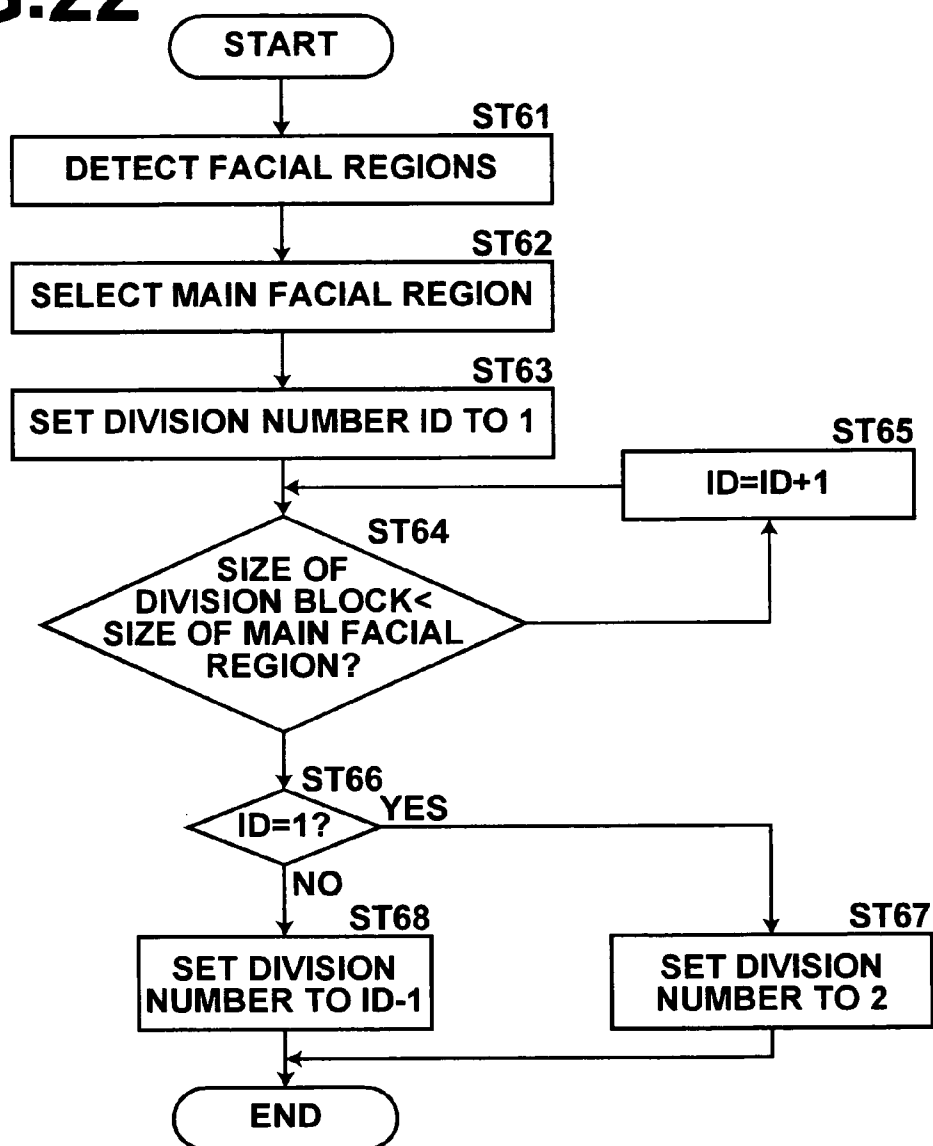 START
ST61
DETECT FACIAL REGIONS
ST62
SELECT MAIN FACIAL REGION
ST63
SET DIVISION NUMBER ID TO 1
ST65
ID=ID+1
ST64
SIZE OF
DIVISION BLOCK<
SIZE OF MAIN FACIAL
REGION?
ST66
ID=1?
YES
NO
ST68
SET DIVISION
NUMBER TO ID-1
ST67
SET DIVISION
NUMBER TO 2
END